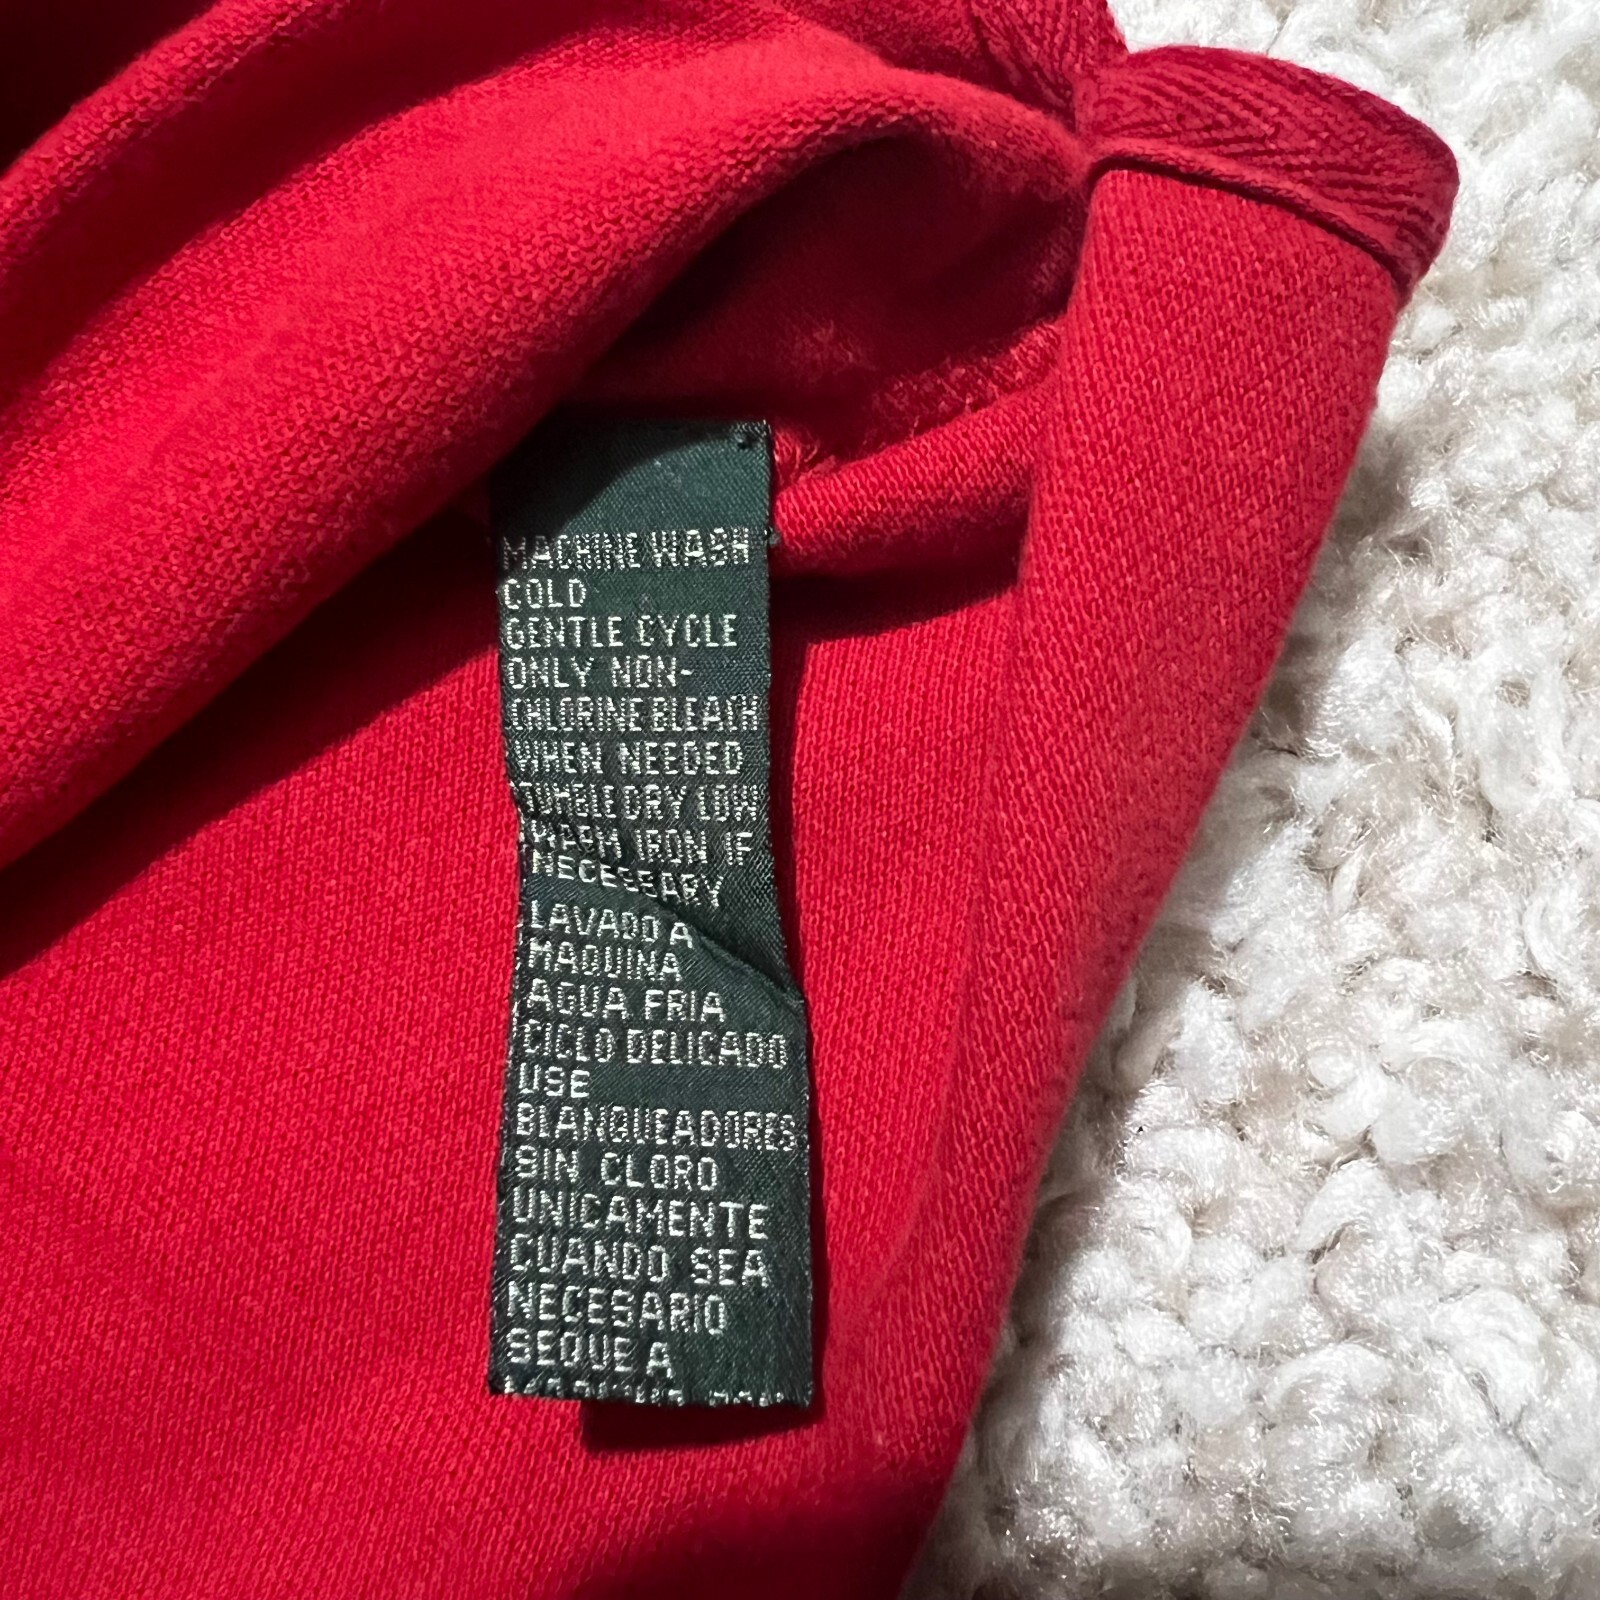 MACHINE WASH
COLD
GENTLE CYCLE
ONLY NON-
CHLORINE BLEACH
WHEN NEEDED
TUMBLE DRY LOW
WARM IRON IF
NECESSARY
LAVADO A
MAQUINA
AGUA FRIA
CICLO DELICADO
USE
BLANQUEADORES
SIN CLORO
UNICAMENTE
CUANDO SEA
NECESARIO
SEQUE A